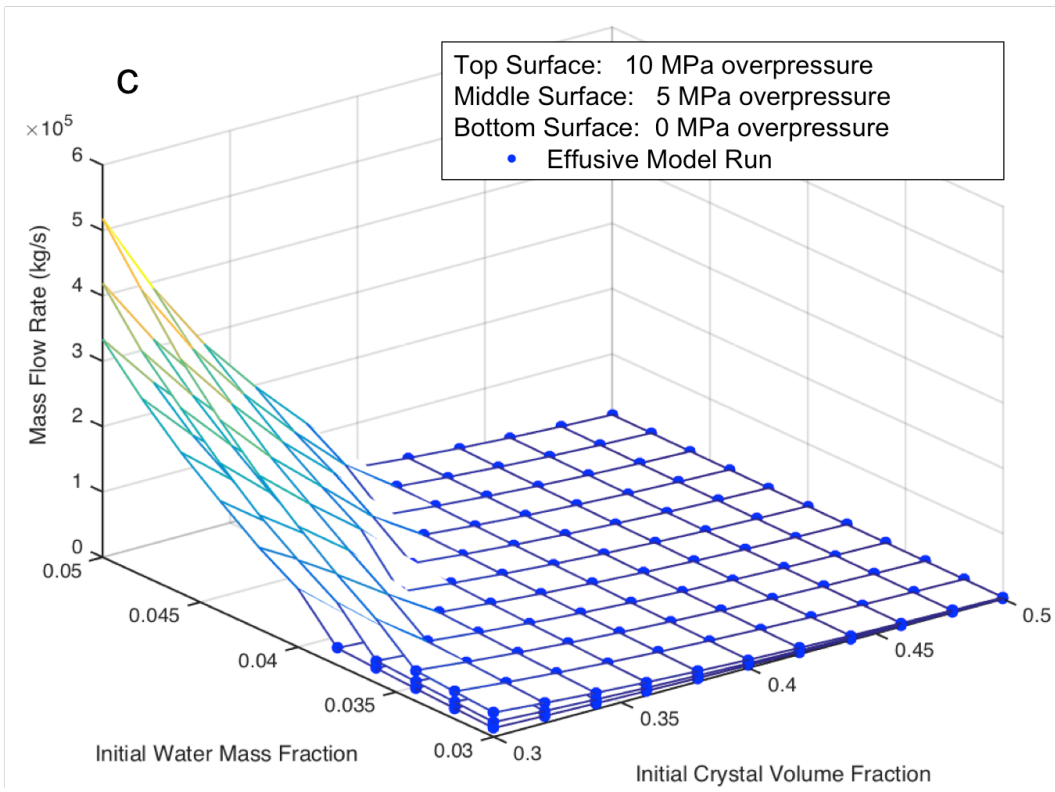 c
Top Surface: 10 MPa overpressure
Middle Surface: 5 MPa overpressure
Bottom Surface: 0 MPa overpressure
Effusive Model Run
×10⁵
6
5
4
3
2
1
0
Mass Flow Rate (kg/s)
0.05
0.045
0.04
0.035
0.03
Initial Water Mass Fraction
0.3
0.35
0.4
0.45
0.5
Initial Crystal Volume Fraction